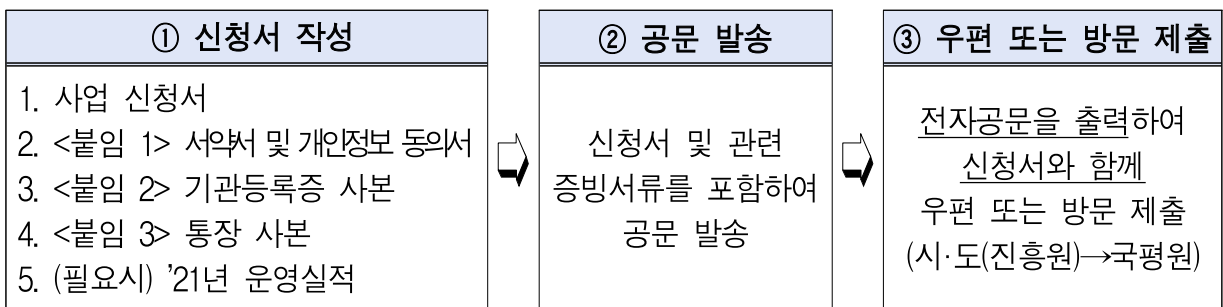 ① 신청서 작성
1. 사업 신청서
2. <붙임 1> 서약서 및 개인정보 동의서
3. <붙임 2> 기관등록증 사본
4. <붙임 3> 통장 사본
5. (필요시) ’21년 운영실적
② 공문 발송
신청서 및 관련
증빙서류를 포함하여
공문 발송
③ 우편 또는 방문 제출
전자공문을 출력하여
신청서와 함께
우편 또는 방문 제출
(시·도(진흥원)→국평원)